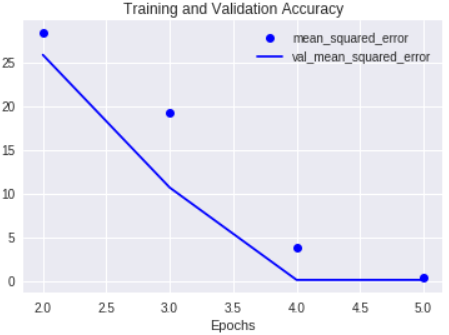 Training and Validation Accuracy
mean_squared_error
val_mean_squared_error
25
20
15
10
5
0
2.0 2.5 3.0 3.5 4.0 4.5 5.0
Epochs